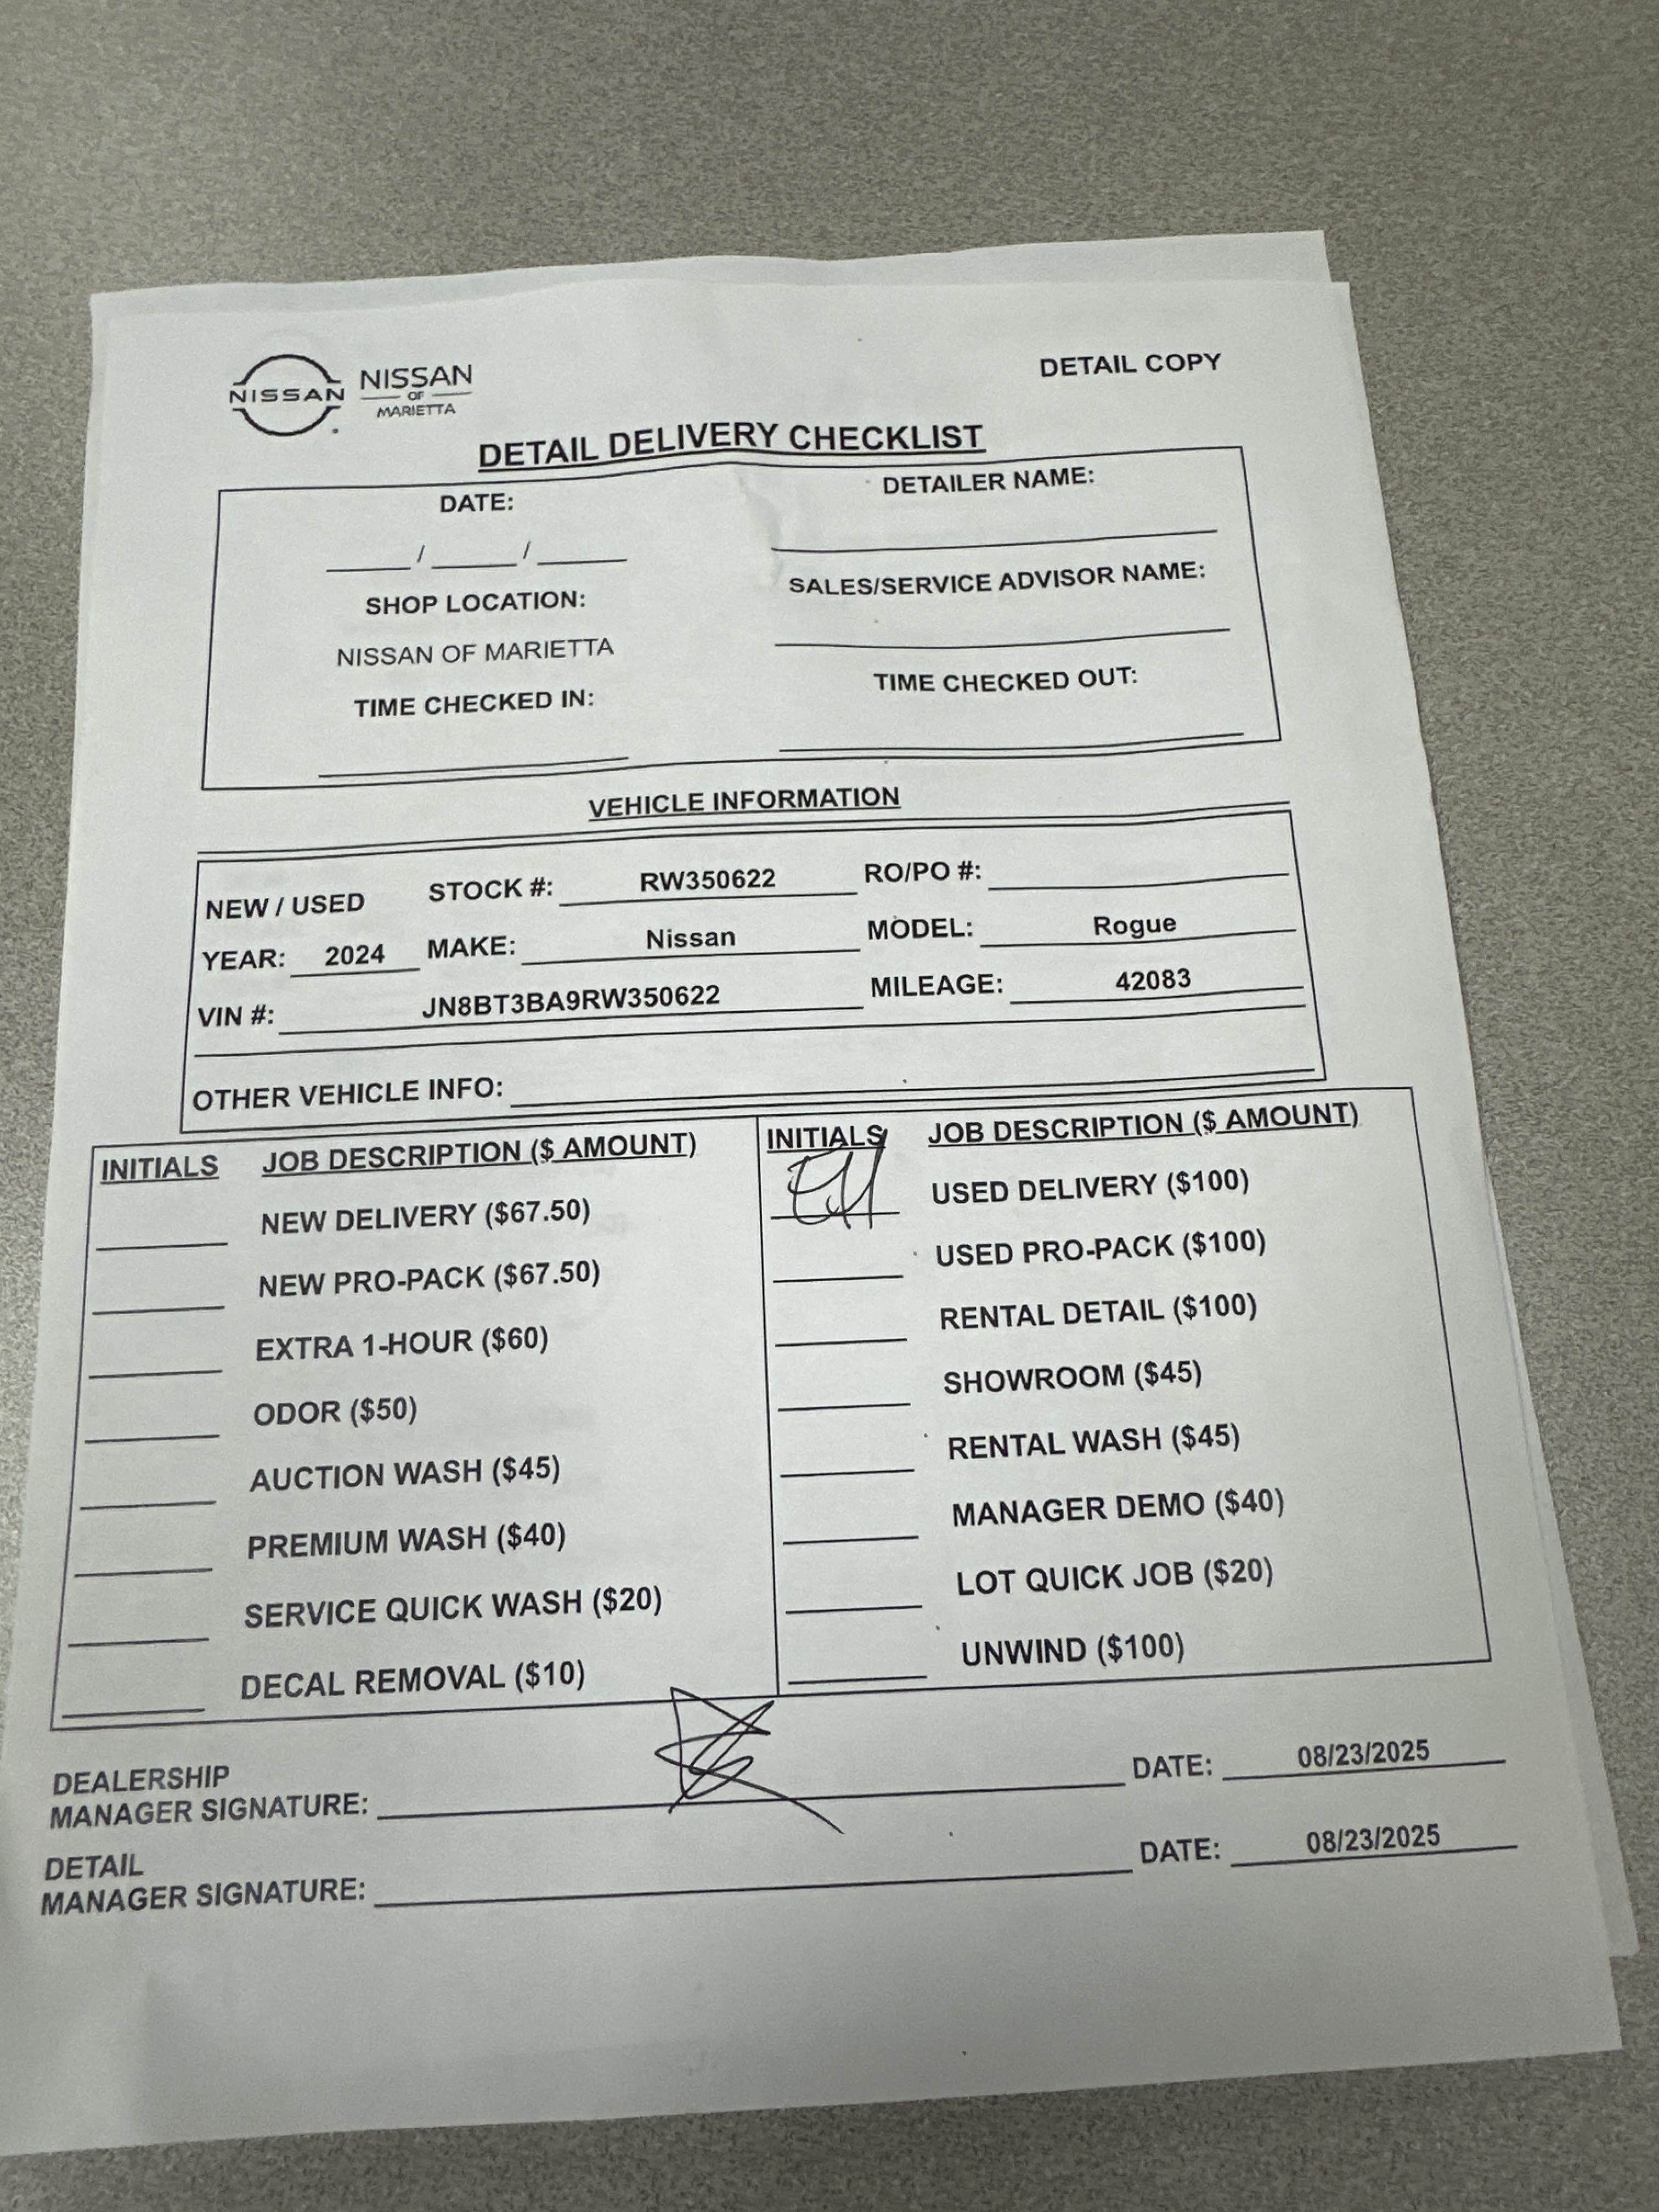 NISSAN
NISSAN
OF
MARIETTA
DETAIL COPY
DETAIL DELIVERY CHECKLIST
DATE:
DETAILER NAME:
____ / ____ / ____
SALES/SERVICE ADVISOR NAME:
SHOP LOCATION:
NISSAN OF MARIETTA
TIME CHECKED IN:
TIME CHECKED OUT:
VEHICLE INFORMATION
NEW / USED STOCK #: RW350622 RO/PO #:
YEAR: 2024 MAKE: Nissan MODEL: Rogue
VIN #: JN8BT3BA9RW350622 MILEAGE: 42083
OTHER VEHICLE INFO:
INITIALS JOB DESCRIPTION ($ AMOUNT)
NEW DELIVERY ($67.50)
NEW PRO-PACK ($67.50)
EXTRA 1-HOUR ($60)
ODOR ($50)
AUCTION WASH ($45)
PREMIUM WASH ($40)
SERVICE QUICK WASH ($20)
DECAL REMOVAL ($10)
INITIALS JOB DESCRIPTION ($ AMOUNT)
USED DELIVERY ($100)
USED PRO-PACK ($100)
RENTAL DETAIL ($100)
SHOWROOM ($45)
RENTAL WASH ($45)
MANAGER DEMO ($40)
LOT QUICK JOB ($20)
UNWIND ($100)
DEALERSHIP
MANAGER SIGNATURE: DATE: 08/23/2025
DETAIL
MANAGER SIGNATURE: DATE: 08/23/2025